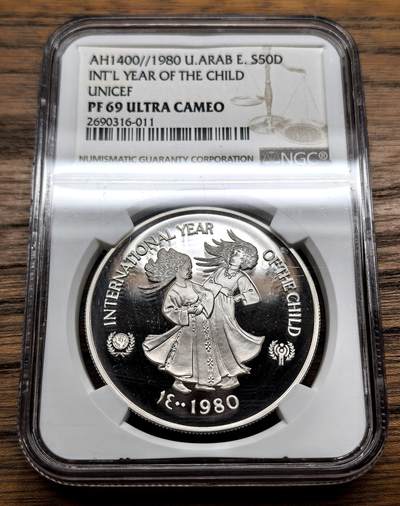 AH1400//1980 U.ARAB E. S50D
INT'L YEAR OF THE CHILD
UNICEF
PF 69 ULTRA CAMEO
2690316-011
NUMISMATIC GUARANTY CORPORATION
NGC®
INTERNATIONAL YEAR
OF THE CHILD
١٤٠٠ 1980